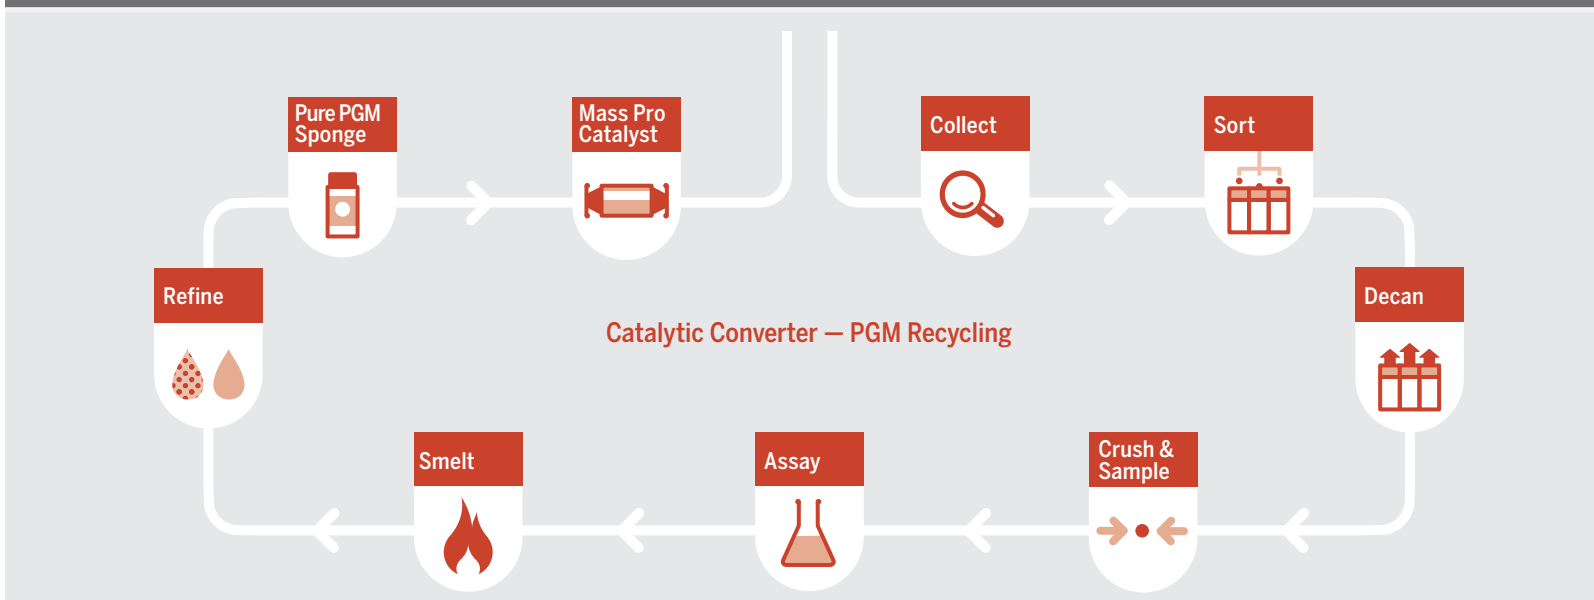 Pure PGM
Sponge
Mass Pro
Catalyst
Collect
Sort
Refine
Decan
Catalytic Converter — PGM Recycling
Smelt
Assay
Crush &
Sample